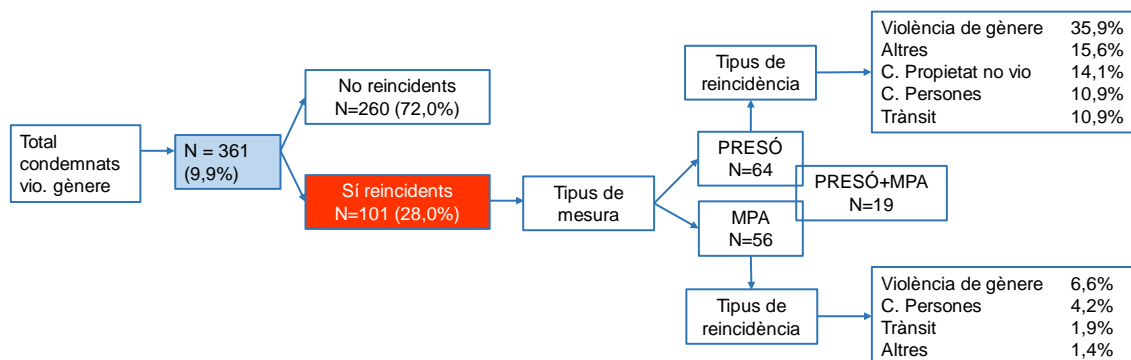 Total
condemnats
vio. gènere
N = 361
(9,9%)
No reincidents
N=260 (72,0%)
Sí reincidents
N=101 (28,0%)
Tipus de
mesura
Tipus de
reincidència
PRESÓ
N=64
PRESÓ+MPA
N=19
MPA
N=56
Tipus de
reincidència
Violència de gènere 35,9%
Altres 15,6%
C. Propietat no vio 14,1%
C. Persones 10,9%
Trànsit 10,9%
Violència de gènere 6,6%
C. Persones 4,2%
Trànsit 1,9%
Altres 1,4%